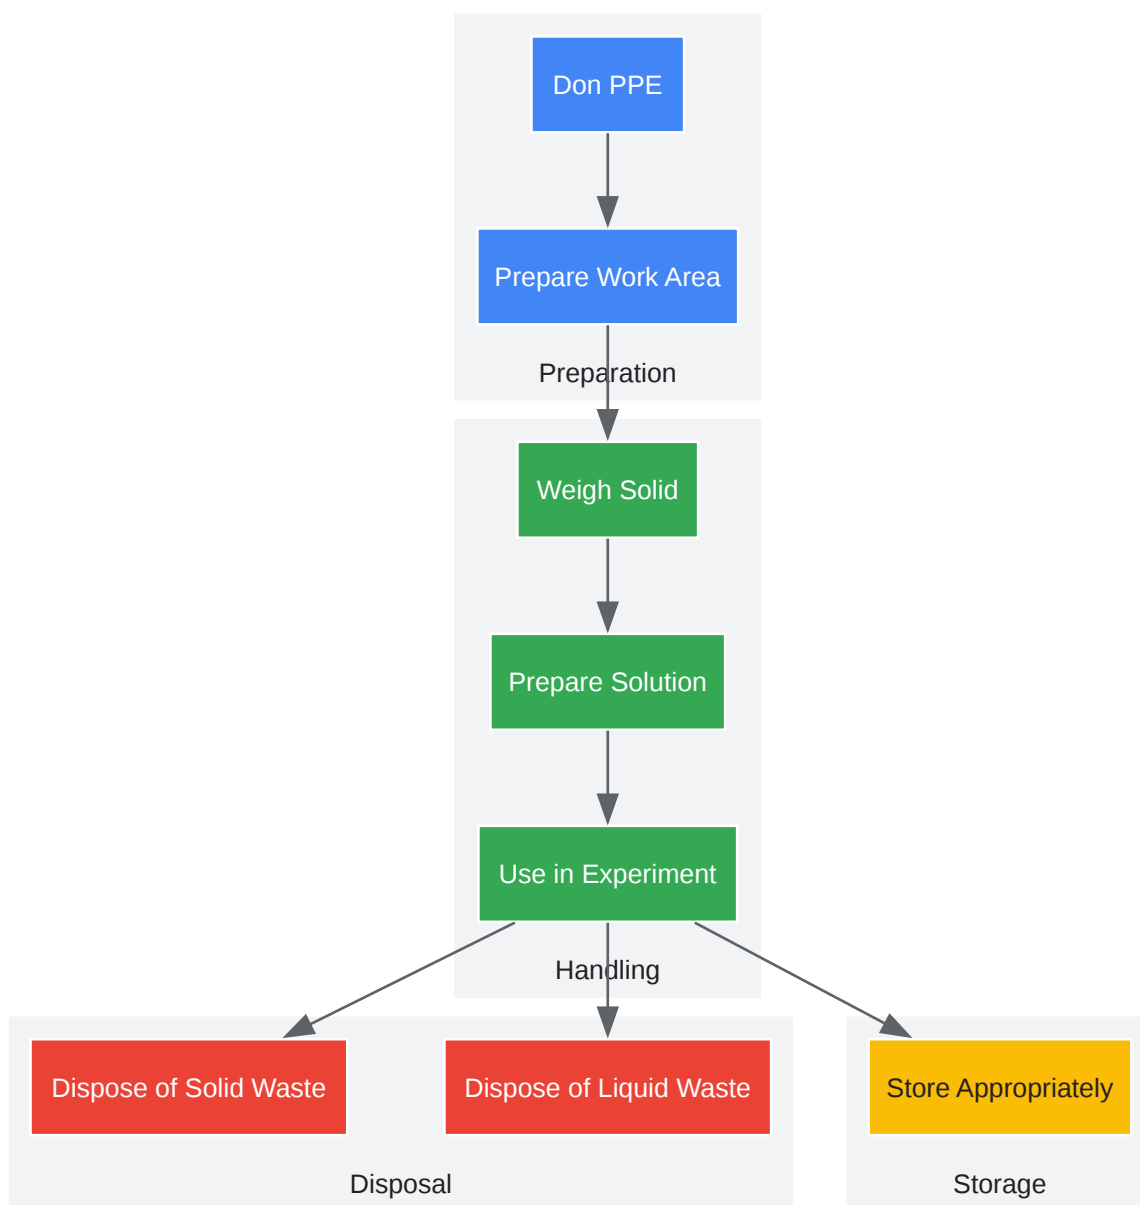 Don PPE
Prepare Work Area
Preparation
Weigh Solid
Prepare Solution
Use in Experiment
Handling
Dispose of Solid Waste
Dispose of Liquid Waste
Store Appropriately
Disposal
Storage